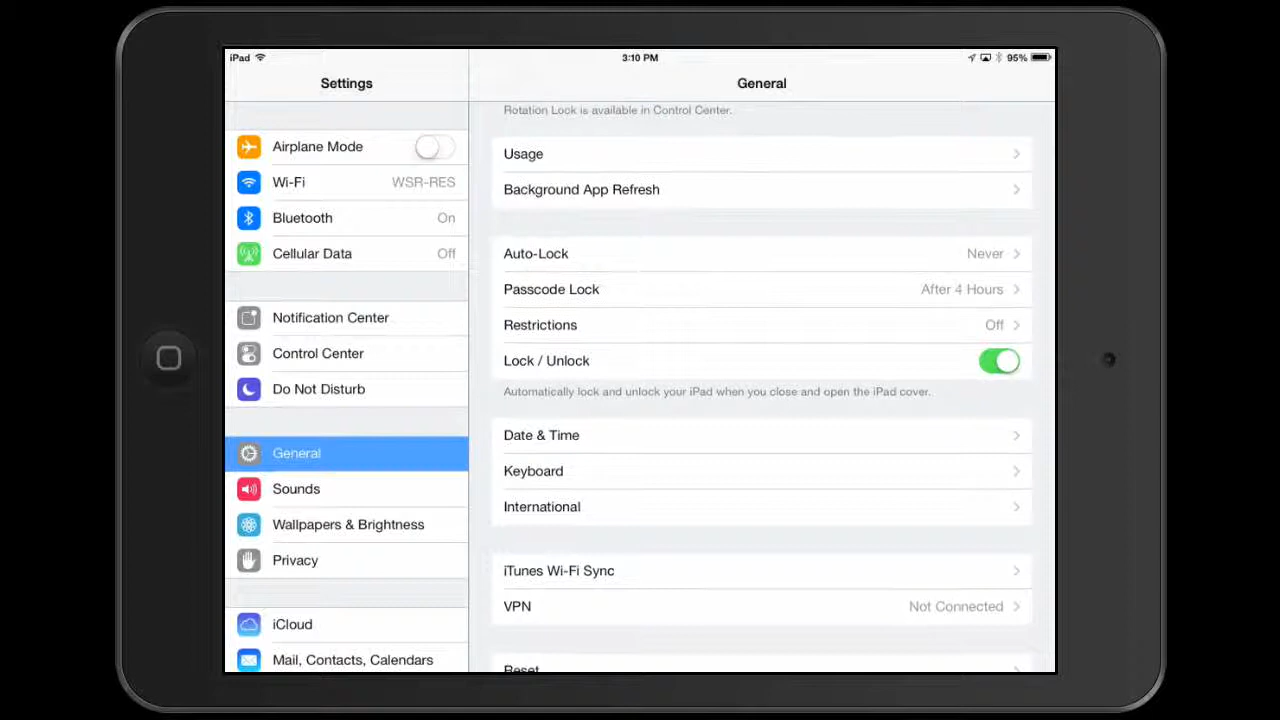 iPad
3:10 PM
95%
Settings
General
Airplane Mode
Wi-Fi WSR-RES
Bluetooth On
Cellular Data Off
Notification Center
Control Center
Do Not Disturb
General
Sounds
Wallpapers & Brightness
Privacy
iCloud
Mail, Contacts, Calendars
Rotation Lock is available in Control Center.
Usage
Background App Refresh
Auto-Lock Never
Passcode Lock After 4 Hours
Restrictions Off
Lock / Unlock
Automatically lock and unlock your iPad when you close and open the iPad cover.
Date & Time
Keyboard
International
iTunes Wi-Fi Sync
VPN Not Connected
Reset